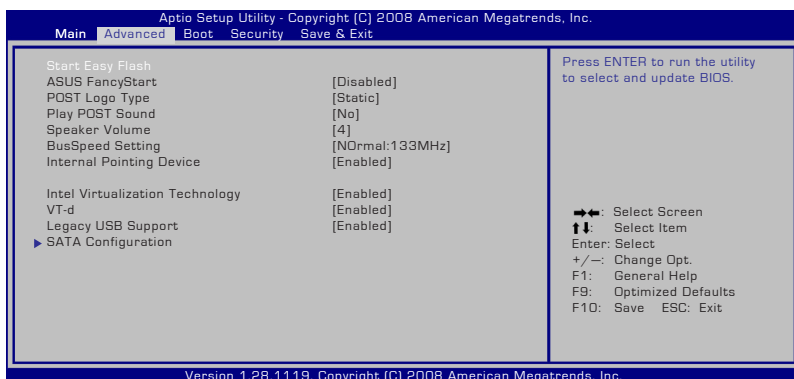 Aptio Setup Utility - Copyright (C) 2008 American Megatrends, Inc.
Main Advanced Boot Security Save & Exit
Start Easy Flash
ASUS FancyStart [Disabled]
POST Logo Type [Static]
Play POST Sound [No]
Speaker Volume [4]
BusSpeed Setting [N0rmal:133MHz]
Internal Pointing Device [Enabled]
Intel Virtualization Technology [Enabled]
VT-d [Enabled]
Legacy USB Support [Enabled]
SATA Configuration
Press ENTER to run the utility
to select and update BIOS.
→←: Select Screen
↑↓: Select Item
Enter: Select
+/—: Change Opt.
F1: General Help
F9: Optimized Defaults
F10: Save ESC: Exit
Version 1.28.1119. Copyright (C) 2008 American Megatrends, Inc.